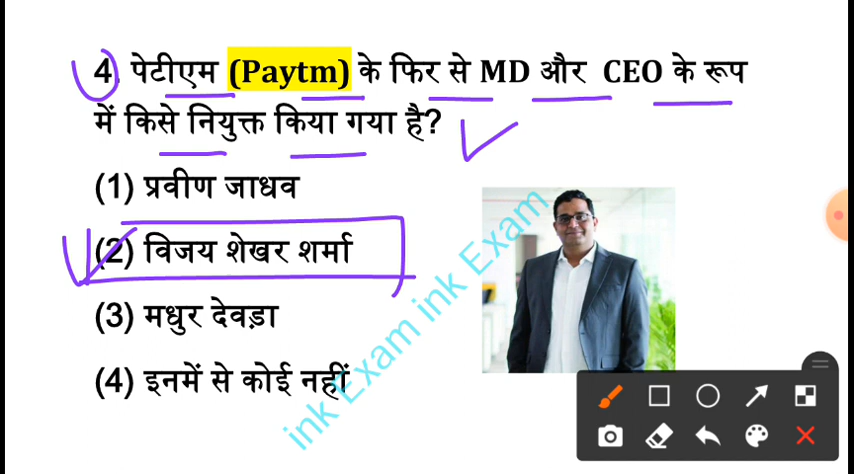 4. पेटीएम (Paytm) के फिर से MD और CEO के रूप
में किसे नियुक्त किया गया है?
(1) प्रवीण जाधव
(2) विजय शेखर शर्मा
(3) मधुर देवड़ा
(4) इनमें से कोई नहीं
ink Exam ink Exam